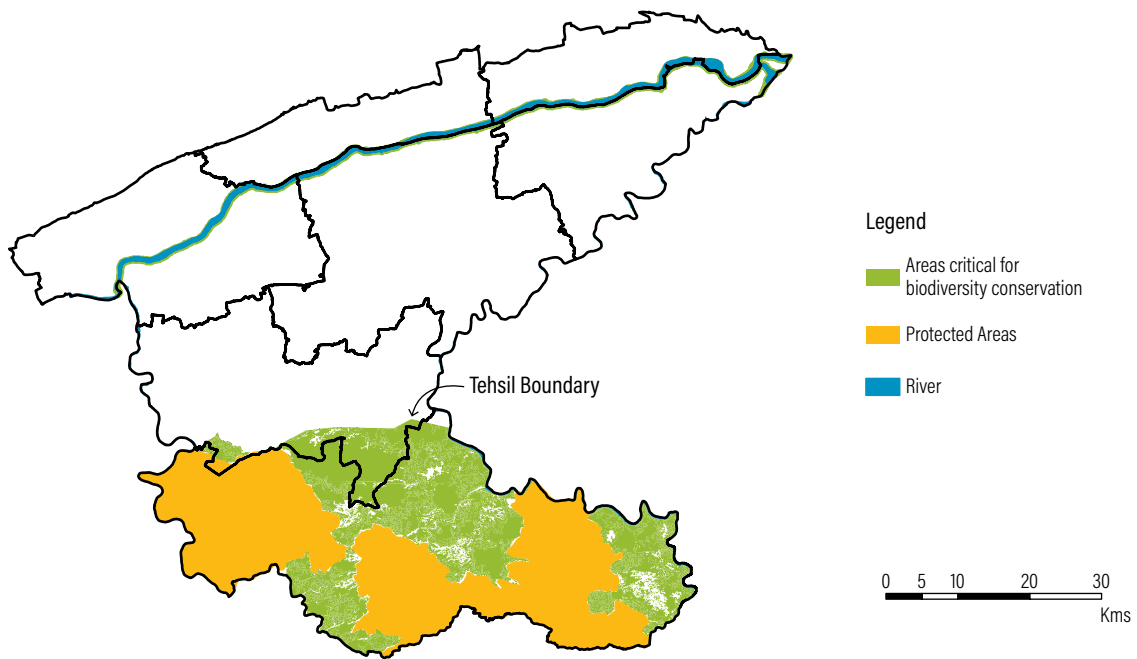 Legend
Areas critical for
biodiversity conservation
Protected Areas
River
Tehsil Boundary
0 5 10 20 30
Kms